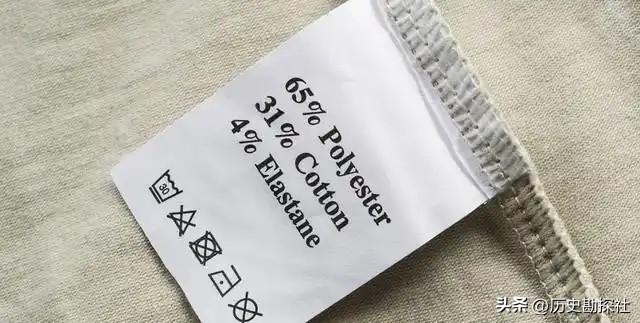 65% Polyester
31% Cotton
4% Elastane
30
头条 @历史勘探社